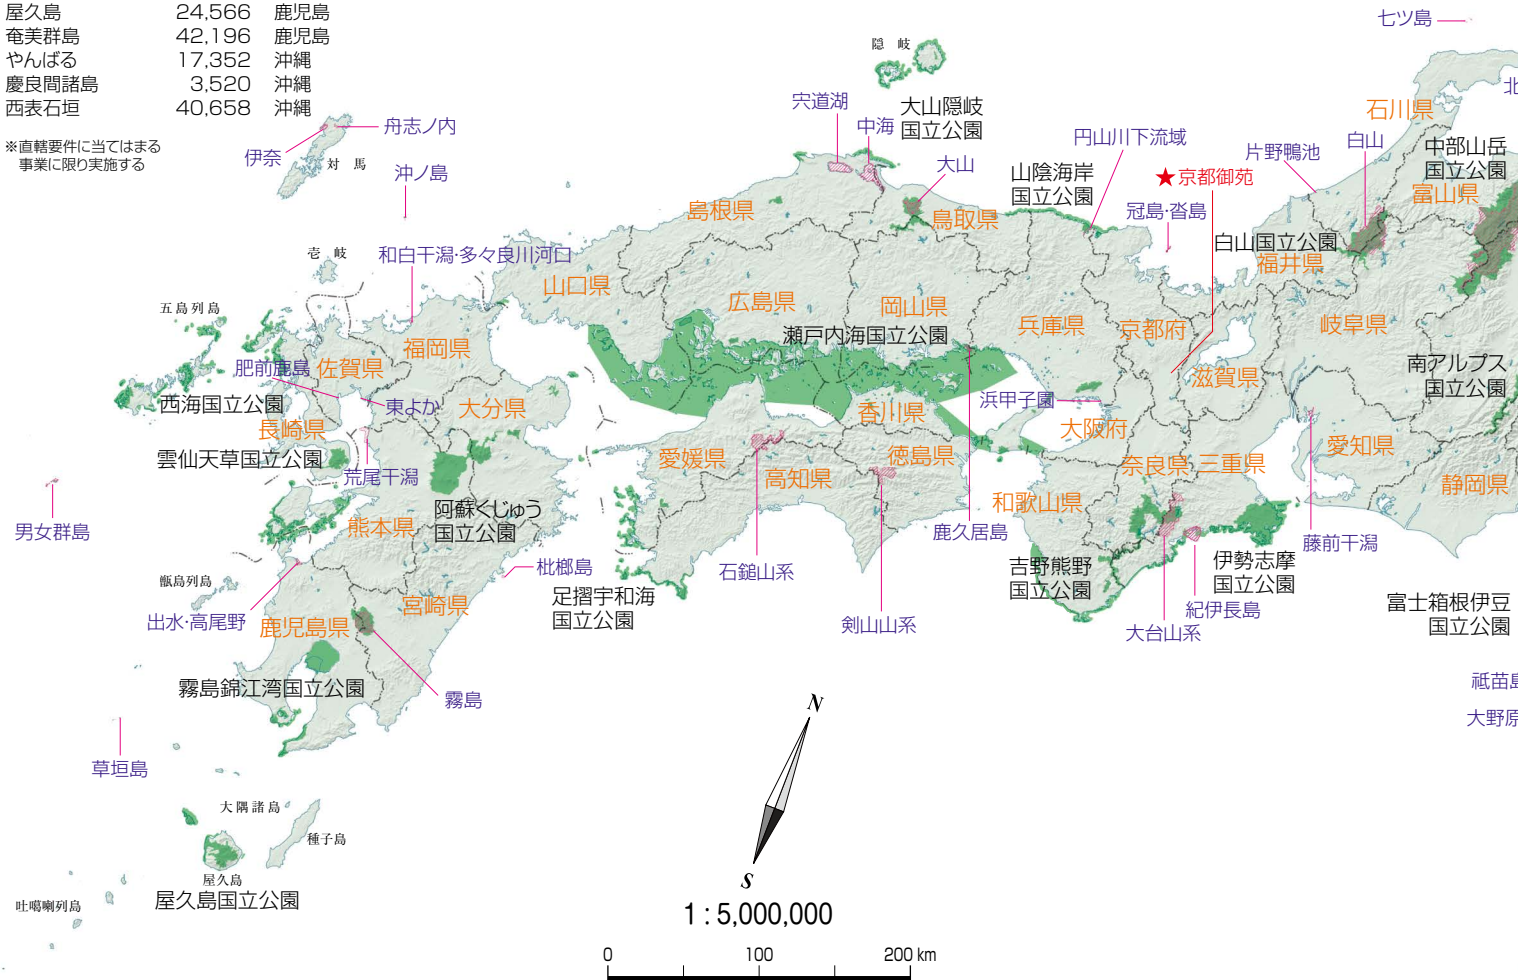 屋久島 24,566 鹿児島
奄美群島 42,196 鹿児島
やんばる 17,352 沖縄
慶良間諸島 3,520 沖縄
西表石垣 40,658 沖縄
※直轄要件に当てはまる
事業に限り実施する
七ツ島
北
隠 岐
宍道湖
中海
大山隠岐
国立公園
大山
島根県
鳥取県
山陰海岸
国立公園
円山川下流域
★京都御苑
冠島・沓島
片野鴨池
石川県
白山
中部山岳
国立公園
富山県
白山国立公園
福井県
舟志ノ内
伊奈
対 馬
沖ノ島
壱 岐
和白干潟・多々良川河口
五島列島
山口県
広島県
岡山県
瀬戸内海国立公園
兵庫県
京都府
岐阜県
滋賀県
南アルプス
国立公園
福岡県
佐賀県
肥前鹿島
西海国立公園
東よか
大分県
長崎県
雲仙天草国立公園
荒尾干潟
男女群島
熊本県
阿蘇くじゅう
国立公園
香川県
浜甲子園
大阪府
愛媛県
高知県
徳島県
奈良県
三重県
愛知県
静岡県
和歌山県
鹿久居島
石鎚山系
剣山山系
足摺宇和海
国立公園
枇榔島
宮崎県
甑島列島
出水・高尾野
鹿児島県
霧島錦江湾国立公園
霧島
草垣島
吉野熊野
国立公園
大台山系
紀伊長島
伊勢志摩
国立公園
藤前干潟
富士箱根伊豆
国立公園
祗苗島
大野原
大隅諸島
種子島
屋久島
屋久島国立公園
吐噶喇列島
N
S
1 : 5,000,000
0 100 200 km